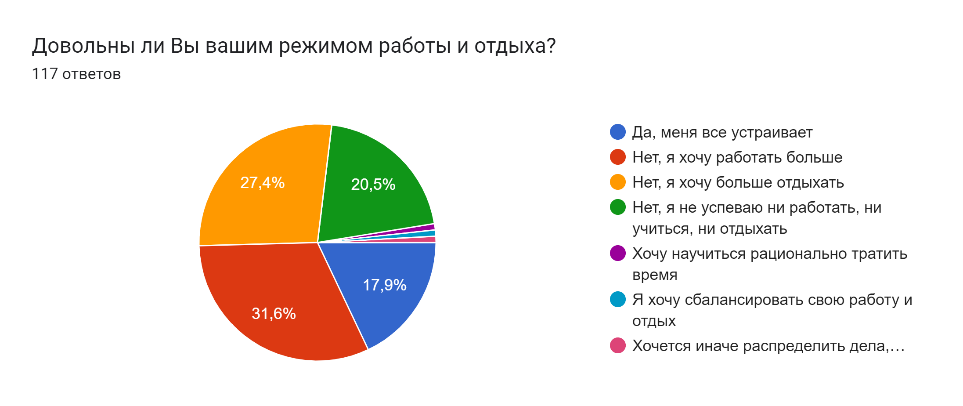 Довольны ли Вы вашим режимом работы и отдыха?
117 ответов
27,4%
20,5%
17,9%
31,6%
Да, меня все устраивает
Нет, я хочу работать больше
Нет, я хочу больше отдыхать
Нет, я не успеваю ни работать, ни
учиться, ни отдыхать
Хочу научиться рационально тратить
время
Я хочу сбалансировать свою работу и
отдых
Хочется иначе распределить дела,…